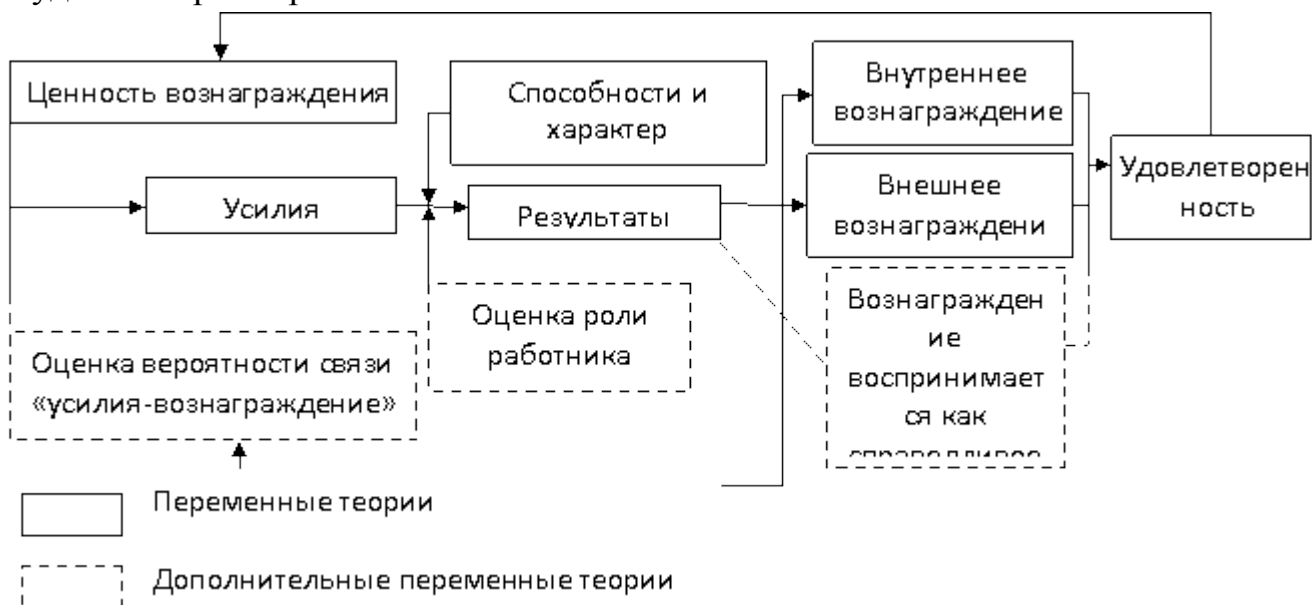 Ценность вознаграждения
Способности и
характер
Внутреннее
вознаграждение
Усилия
Результаты
Внешнее
вознаграждени
Удовлетворен
ность
Оценка роли
работника
Оценка вероятности связи
«усилия-вознаграждение»
Вознагражден
ие
воспринимает
ся как
Переменные теории
Дополнительные переменные теории